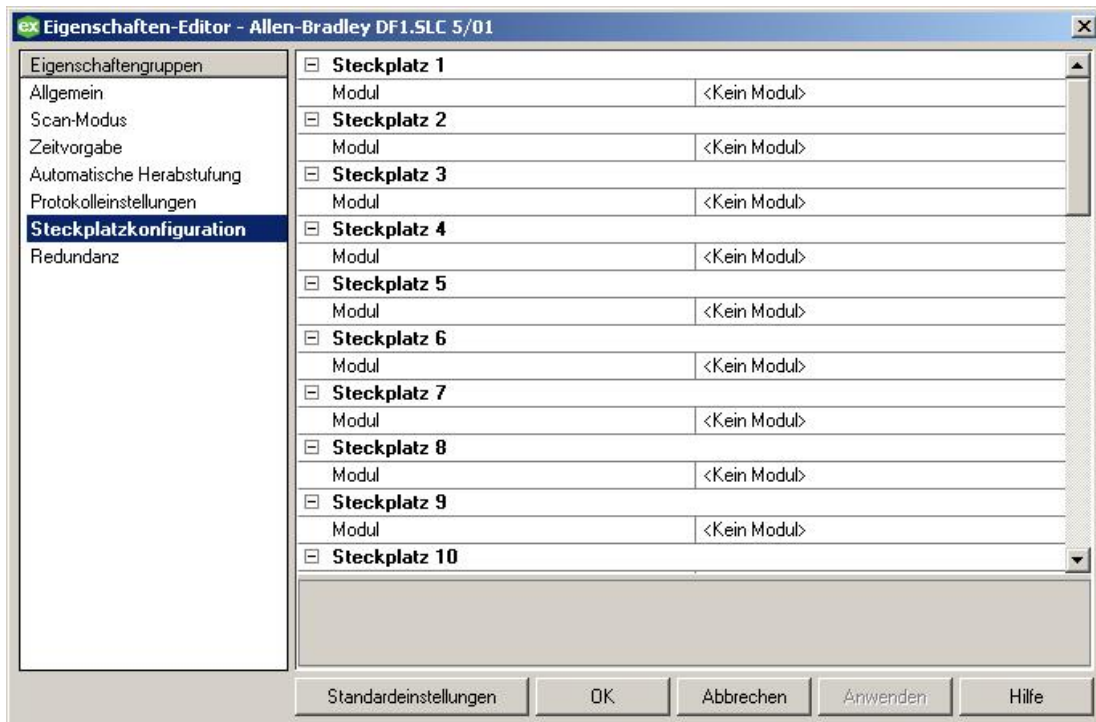 ex Eigenschaften-Editor - Allen-Bradley DF1.SLC 5/01
Eigenschaftengruppen
Allgemein
Scan-Modus
Zeitvorgabe
Automatische Herabstufung
Protokolleinstellungen
Steckplatzkonfiguration
Redundanz
Steckplatz 1
Modul <Kein Modul>
Steckplatz 2
Modul <Kein Modul>
Steckplatz 3
Modul <Kein Modul>
Steckplatz 4
Modul <Kein Modul>
Steckplatz 5
Modul <Kein Modul>
Steckplatz 6
Modul <Kein Modul>
Steckplatz 7
Modul <Kein Modul>
Steckplatz 8
Modul <Kein Modul>
Steckplatz 9
Modul <Kein Modul>
Steckplatz 10
Standardeinstellungen OK Abbrechen Anwenden Hilfe